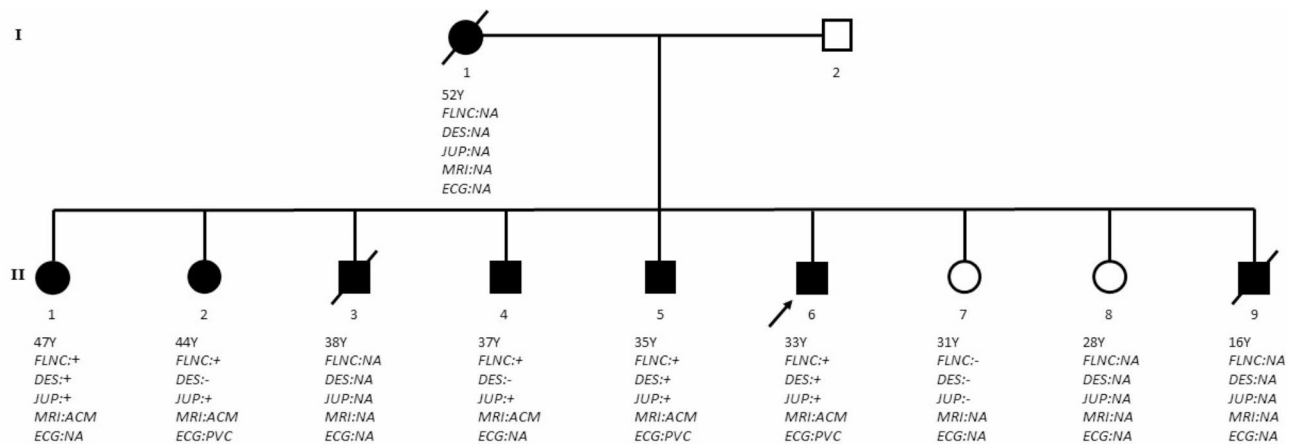 I
1 2
52Y
FLNC:NA
DES:NA
JUP:NA
MRI:NA
ECG:NA
II
1 2 3 4 5 6 7 8 9
47Y 44Y 38Y 37Y 35Y 33Y 31Y 28Y 16Y
FLNC:+ FLNC:+ FLNC:NA FLNC:+ FLNC:+ FLNC:+ FLNC:- FLNC:NA FLNC:NA
DES:+ DES:- DES:NA DES:- DES:+ DES:+ DES:- DES:NA DES:NA
JUP:+ JUP:+ JUP:NA JUP:+ JUP:+ JUP:+ JUP:- JUP:NA JUP:NA
MRI:ACM MRI:ACM MRI:NA MRI:ACM MRI:ACM MRI:ACM MRI:NA MRI:NA MRI:NA
ECG:NA ECG:PVC ECG:NA ECG:NA ECG:PVC ECG:PVC ECG:NA ECG:NA ECG:NA